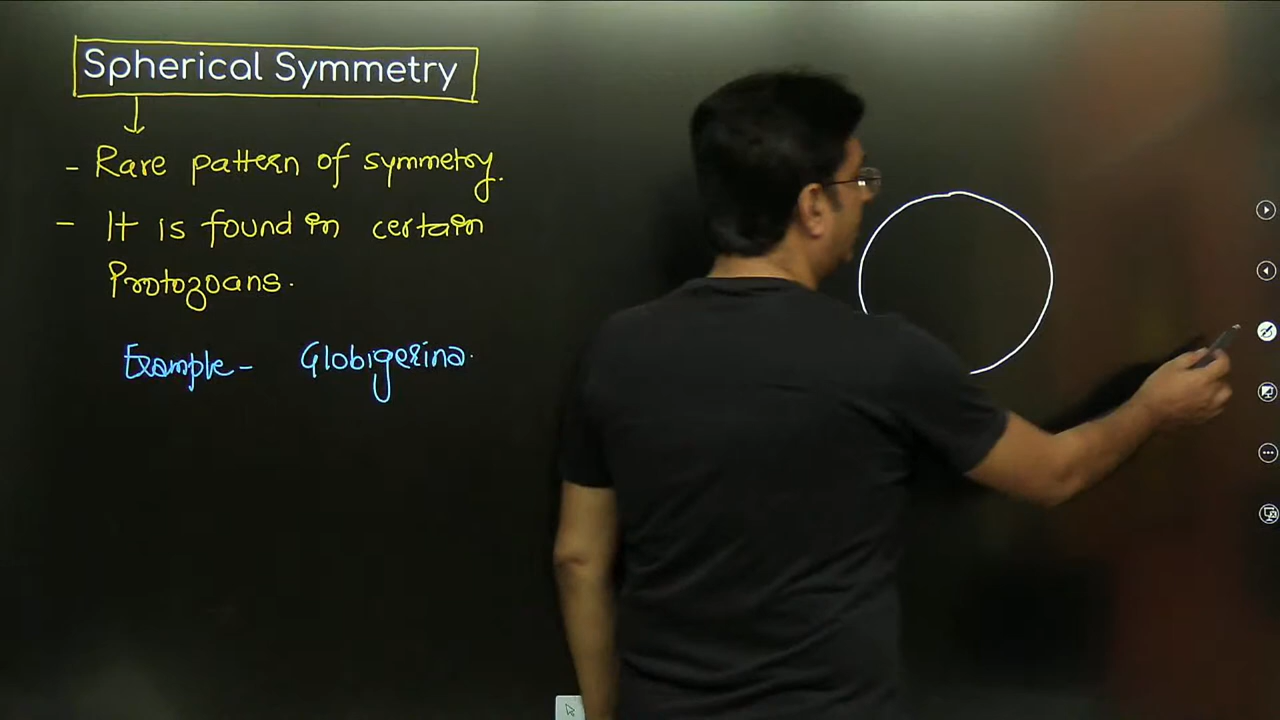 Spherical Symmetry
- Rare pattern of symmetry.
- It is found in certain
Protozoans.
Example - Globigerina.